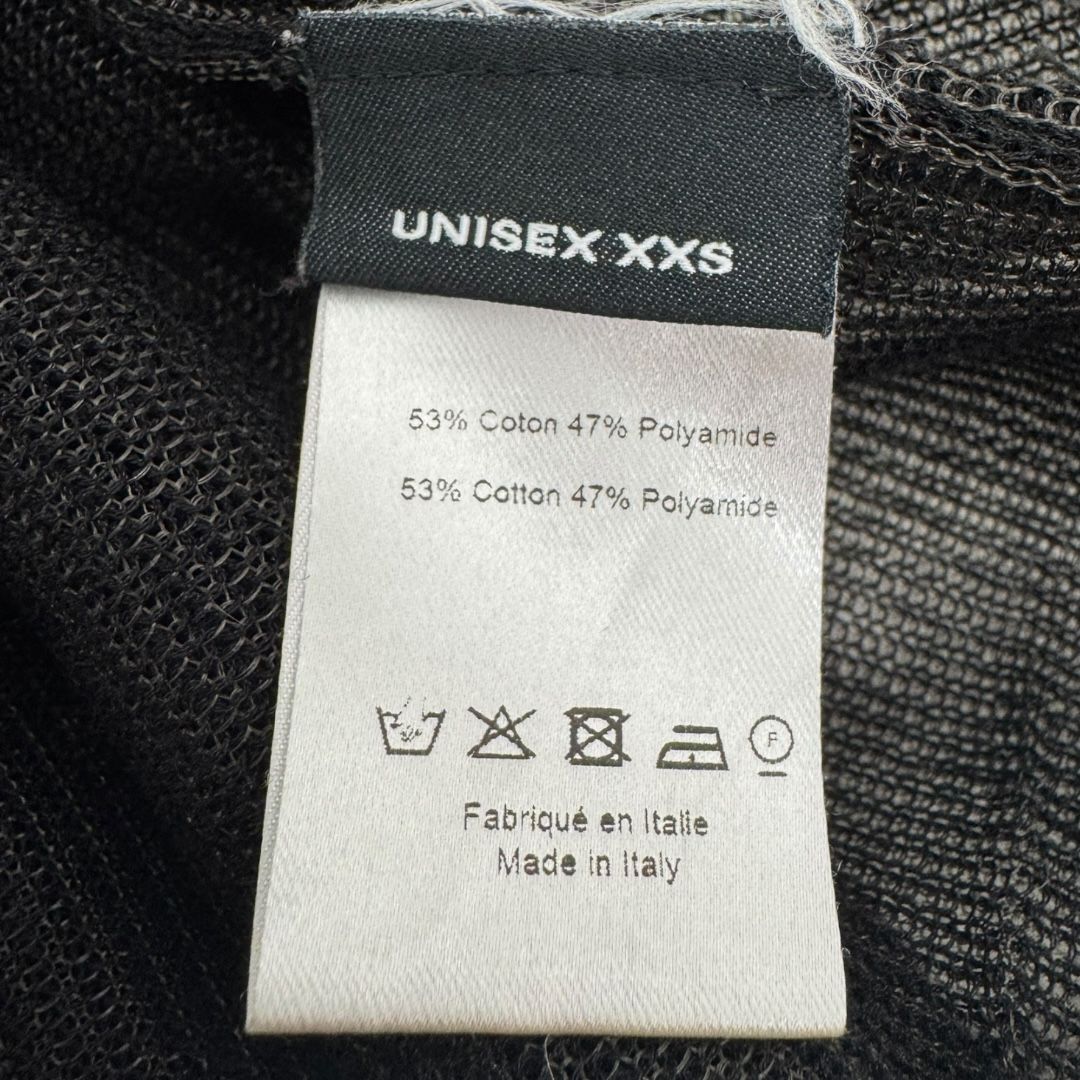 UNISEX XXS
53% Coton 47% Polyamide
53% Cotton 47% Polyamide
F
Fabriqué en Italie
Made in Italy